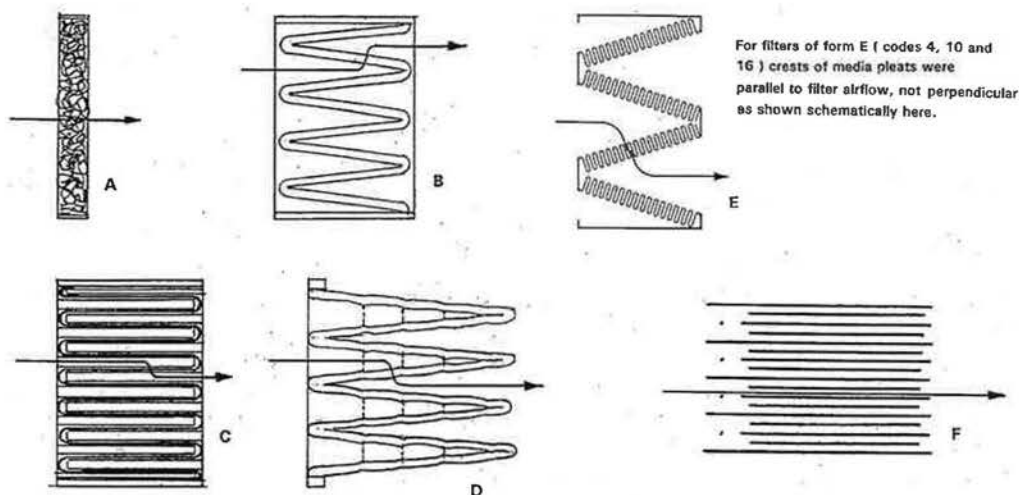 For filters of form E ( codes 4, 10 and
16 ) crests of media pleats were
parallel to filter airflow, not perpendicular
as shown schematically here.
A
B
E
C
D
F